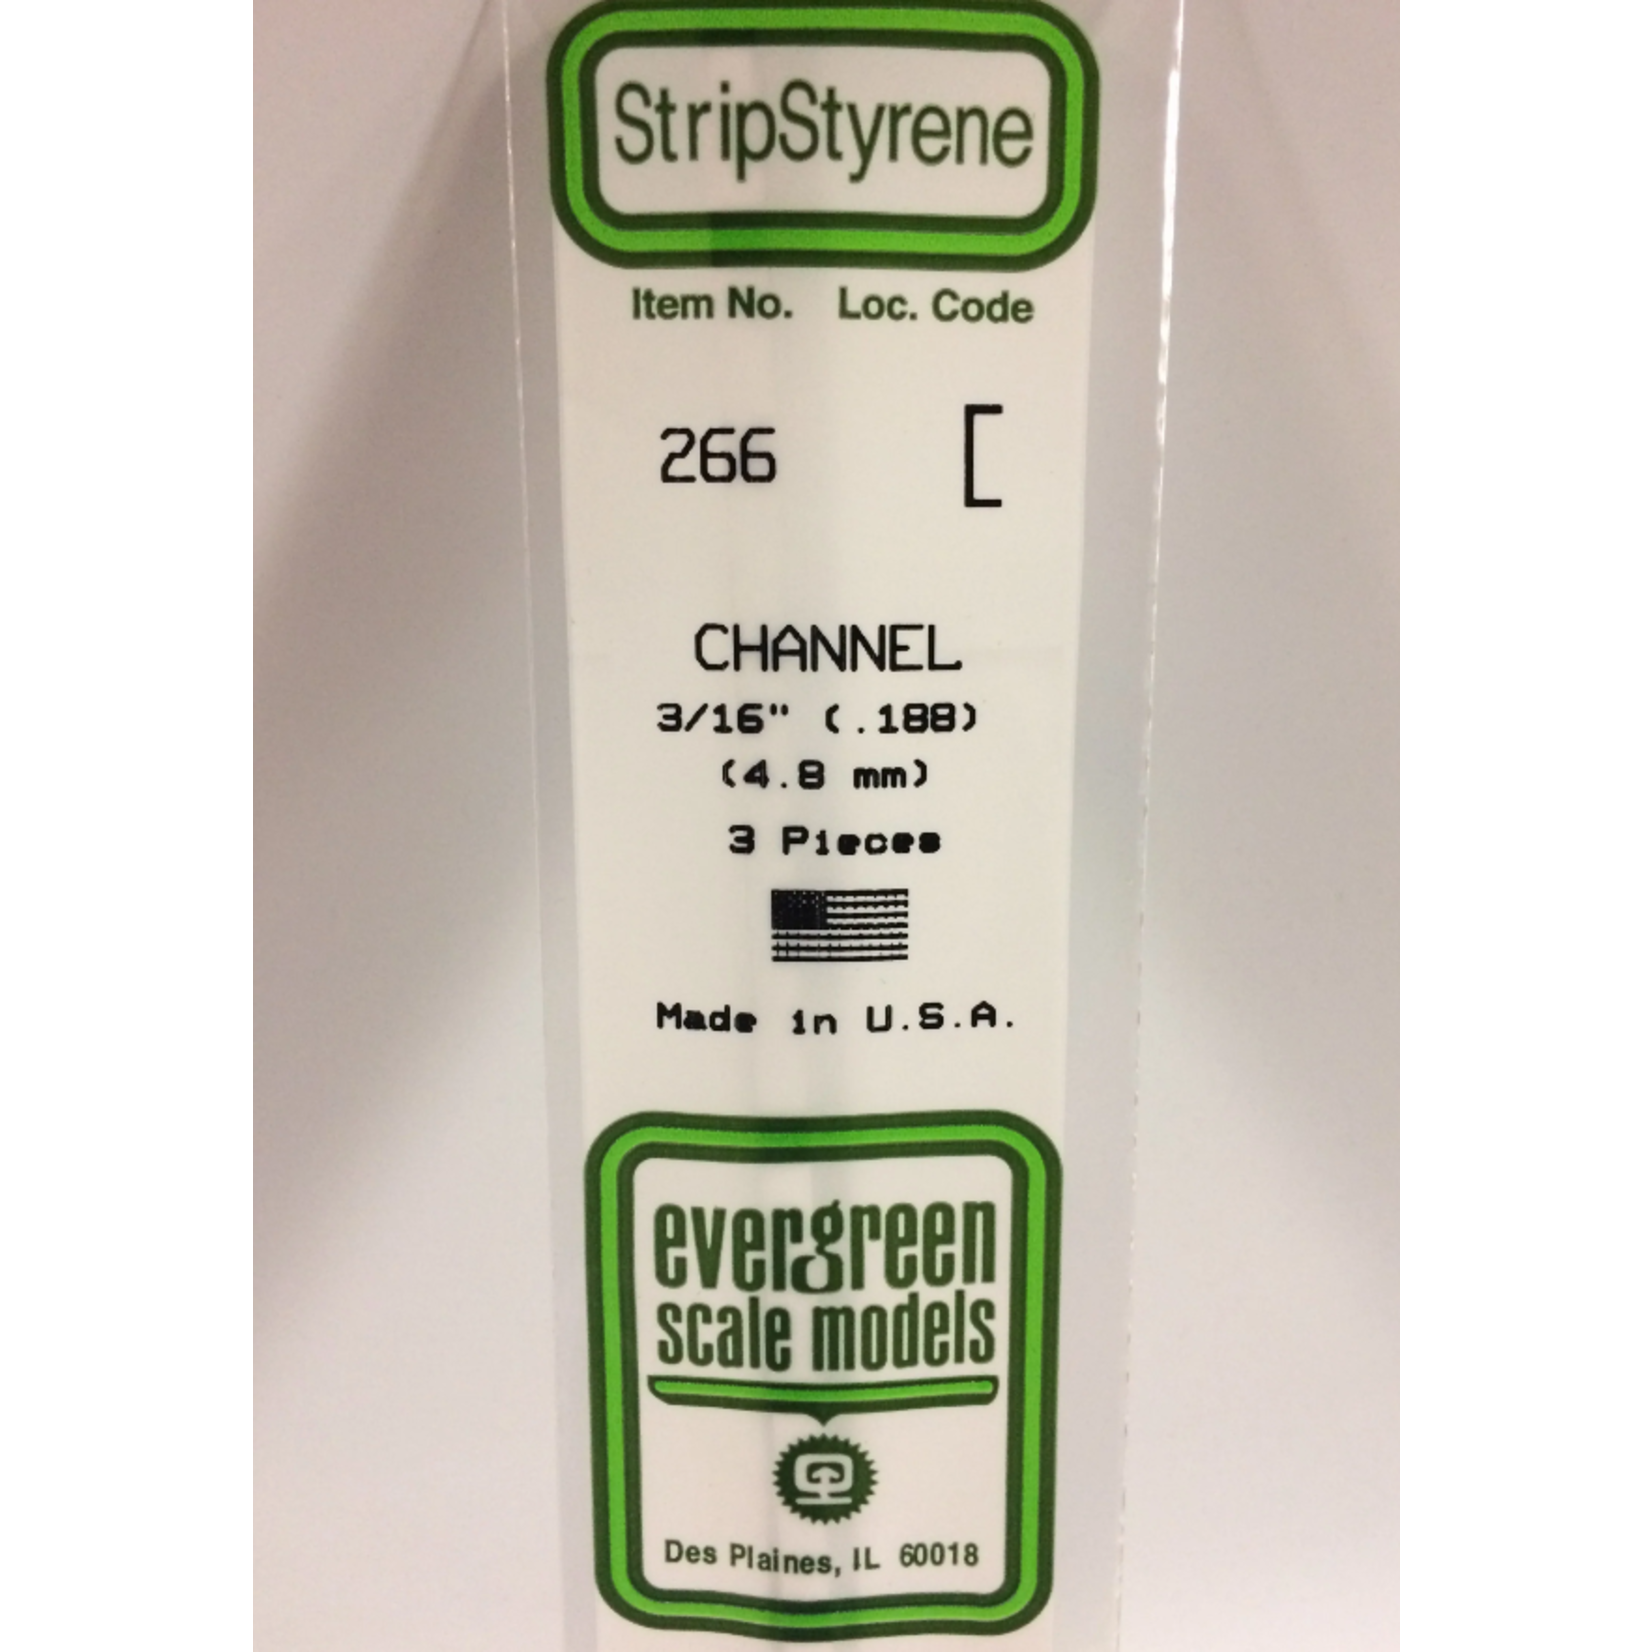 StripStyrene
Item No. Loc. Code
266 [
CHANNEL
3/16" (.188)
(4.8 mm)
3 Pieces
Made in U.S.A.
evergreen
scale models
Des Plaines, IL 60018